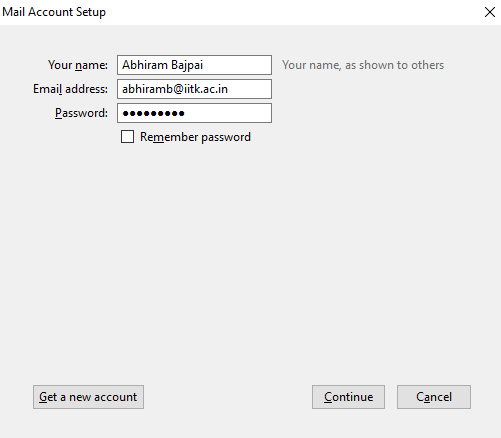 Mail Account Setup
Your name: Abhiram Bajpai Your name, as shown to others
Email address: abhiramb@iitk.ac.in
Password: ●●●●●●●●●
Remember password
Get a new account Continue Cancel